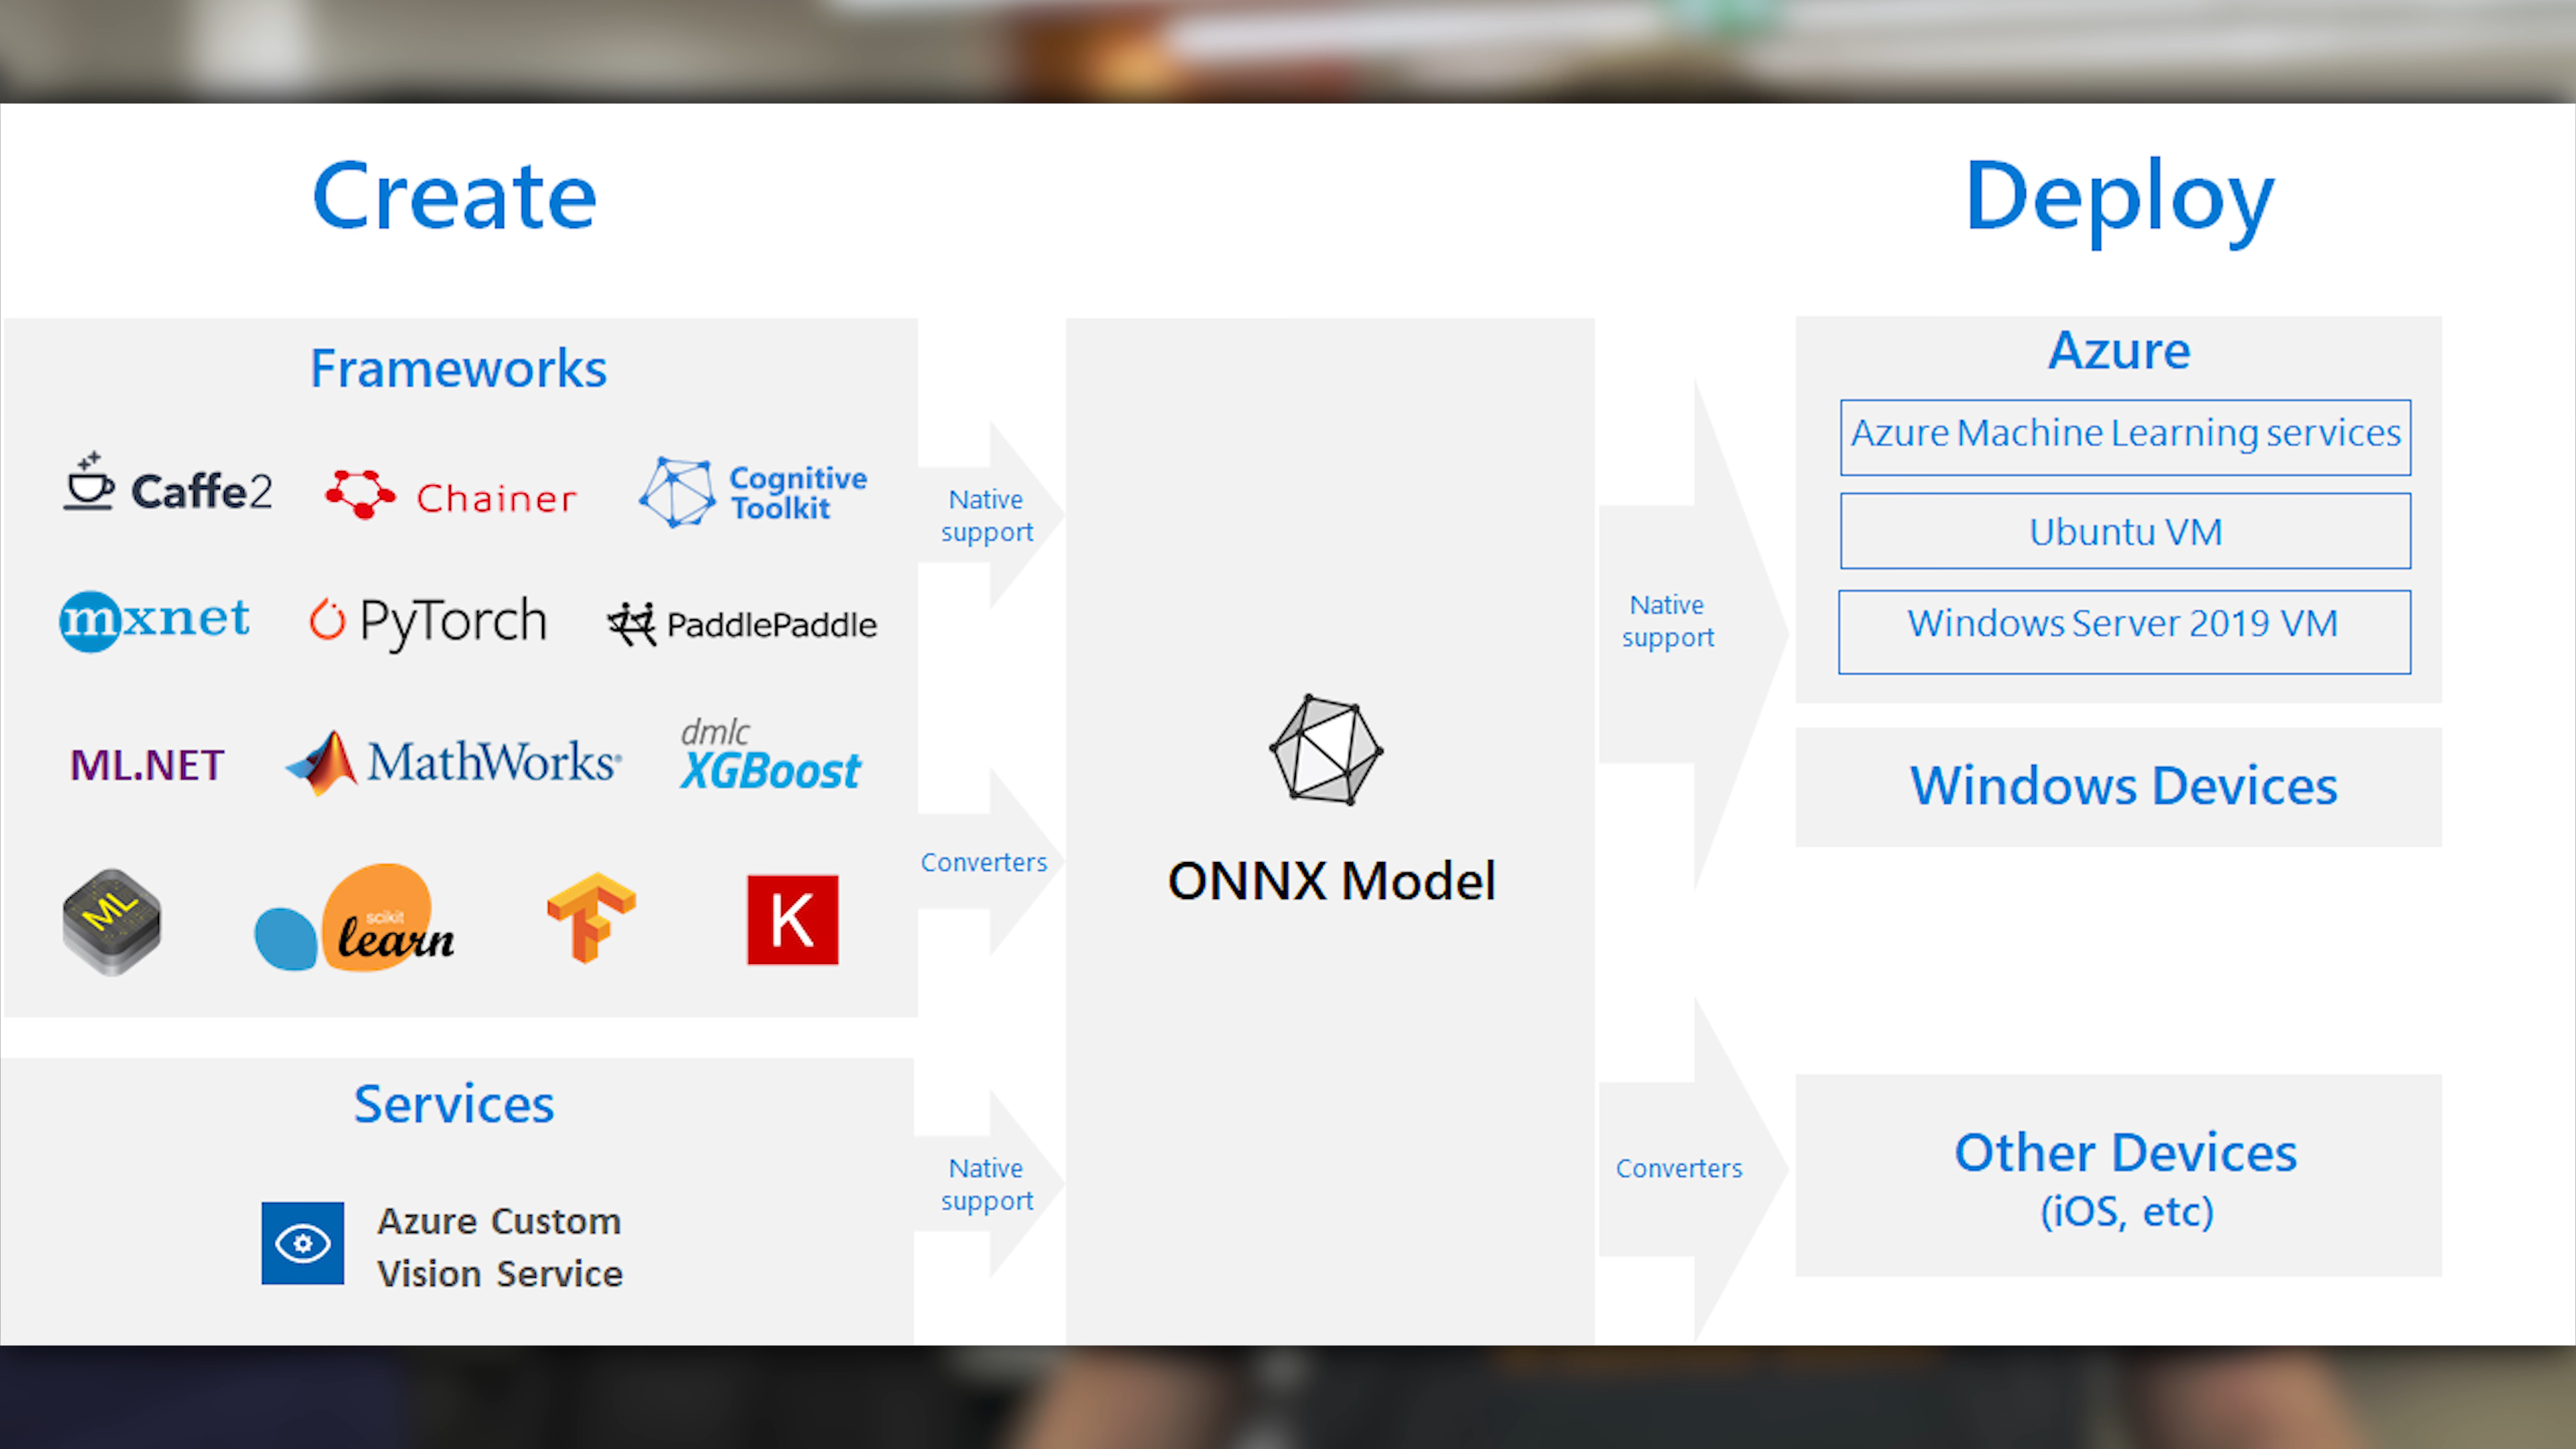 Create
Deploy
Frameworks
Caffe2
Chainer
Cognitive
Toolkit
mxnet
PyTorch
PaddlePaddle
ML.NET
MathWorks®
dmlc
XGBoost
ML
scikit
learn
K
Services
Azure Custom
Vision Service
Native
support
Converters
Native
support
ONNX Model
Native
support
Converters
Azure
Azure Machine Learning services
Ubuntu VM
Windows Server 2019 VM
Windows Devices
Other Devices
(iOS, etc)